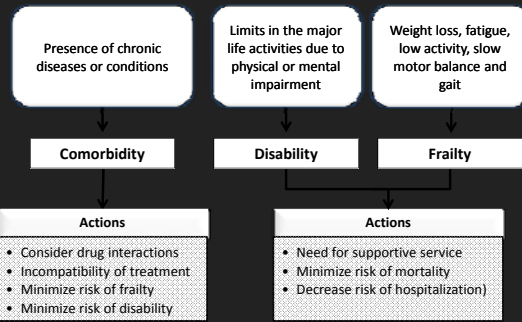 Presence of chronic
diseases or conditions
Limits in the major
life activities due to
physical or mental
impairment
Weight loss, fatigue,
low activity, slow
motor balance and
gait
Comorbidity
Disability
Frailty
Actions
• Consider drug interactions
• Incompatibility of treatment
• Minimize risk of frailty
• Minimize risk of disability
Actions
• Need for supportive service
• Minimize risk of mortality
• Decrease risk of hospitalization)